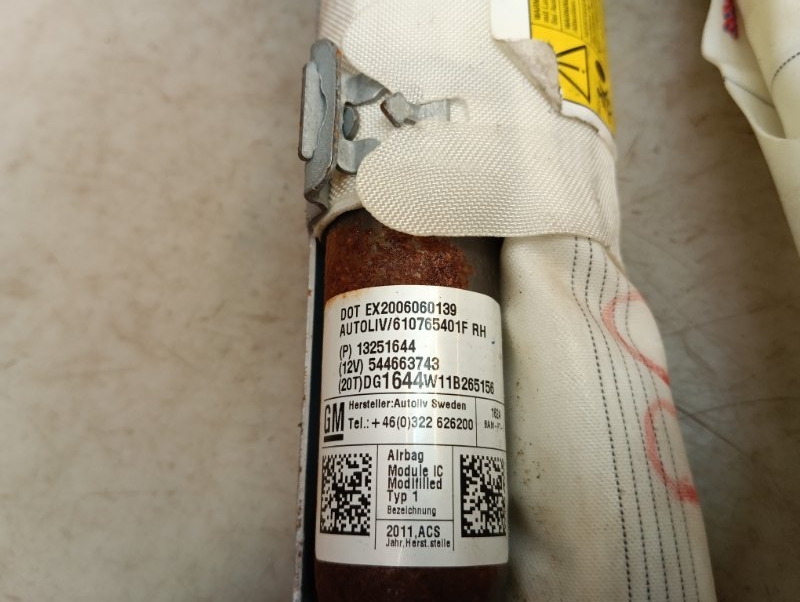 DOT EX2006060139
AUTOLIV/610765401F RH
(P) 13251644
(12V) 544663743
(20T)DG1644W11B265156
GM
Hersteller:Autoliv Sweden
Tel.:+46(0)322 626200
Airbag
Module IC
Modifilled
Typ 1
Bezeichnung
2011,ACS
Jahr,Herst.stelle